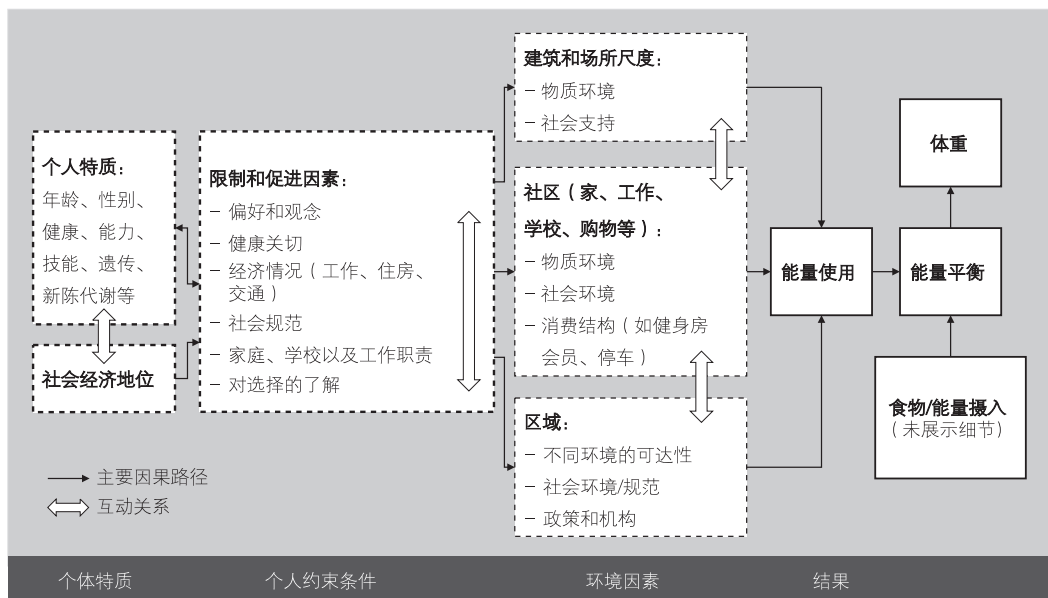 个人特质：
年龄、性别、
健康、能力、
技能、遗传、
新陈代谢等
社会经济地位
限制和促进因素：
– 偏好和观念
– 健康关切
– 经济情况（工作、住房、
交通）
– 社会规范
– 家庭、学校以及工作职责
– 对选择的了解
建筑和场所尺度：
– 物质环境
– 社会支持
社区（家、工作、
学校、购物等）：
– 物质环境
– 社会环境
– 消费结构（如健身房
会员、停车）
区域：
– 不同环境的可达性
– 社会环境/规范
– 政策和机构
能量使用
体重
能量平衡
食物/能量摄入
（未展示细节）
主要因果路径
互动关系
个体特质
个人约束条件
环境因素
结果